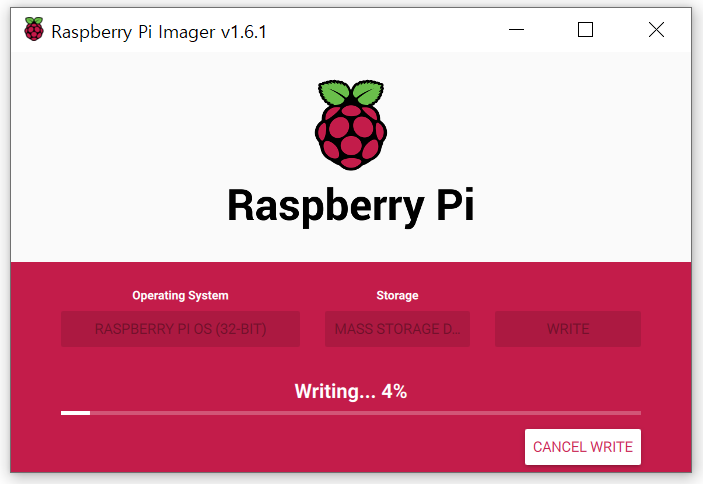 Raspberry Pi Imager v1.6.1
Raspberry Pi
Operating System Storage
RASPBERRY PI OS (32-BIT) MASS STORAGE D... WRITE
Writing... 4%
CANCEL WRITE